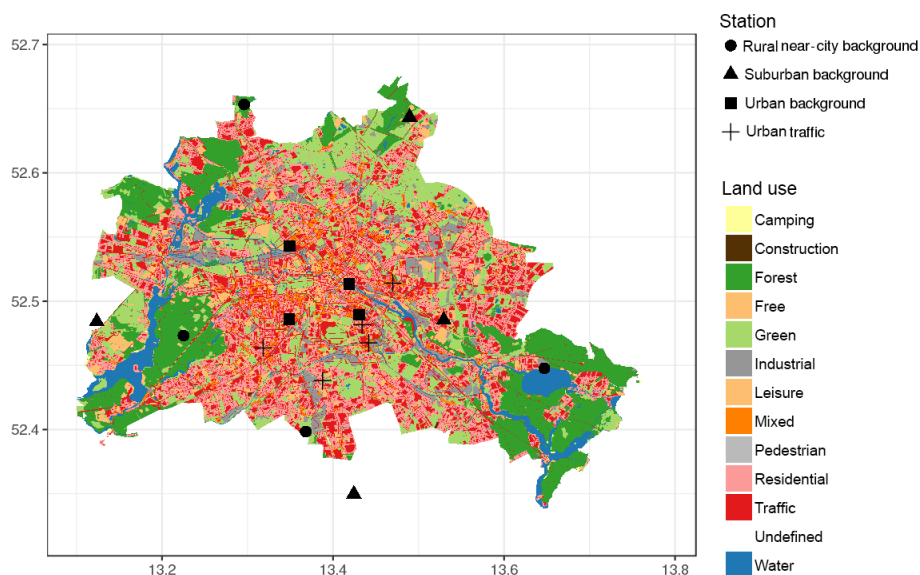 Station
Rural near-city background
Suburban background
Urban background
Urban traffic
Land use
Camping
Construction
Forest
Free
Green
Industrial
Leisure
Mixed
Pedestrian
Residential
Traffic
Undefined
Water
52.7
52.6
52.5
52.4
13.2
13.4
13.6
13.8